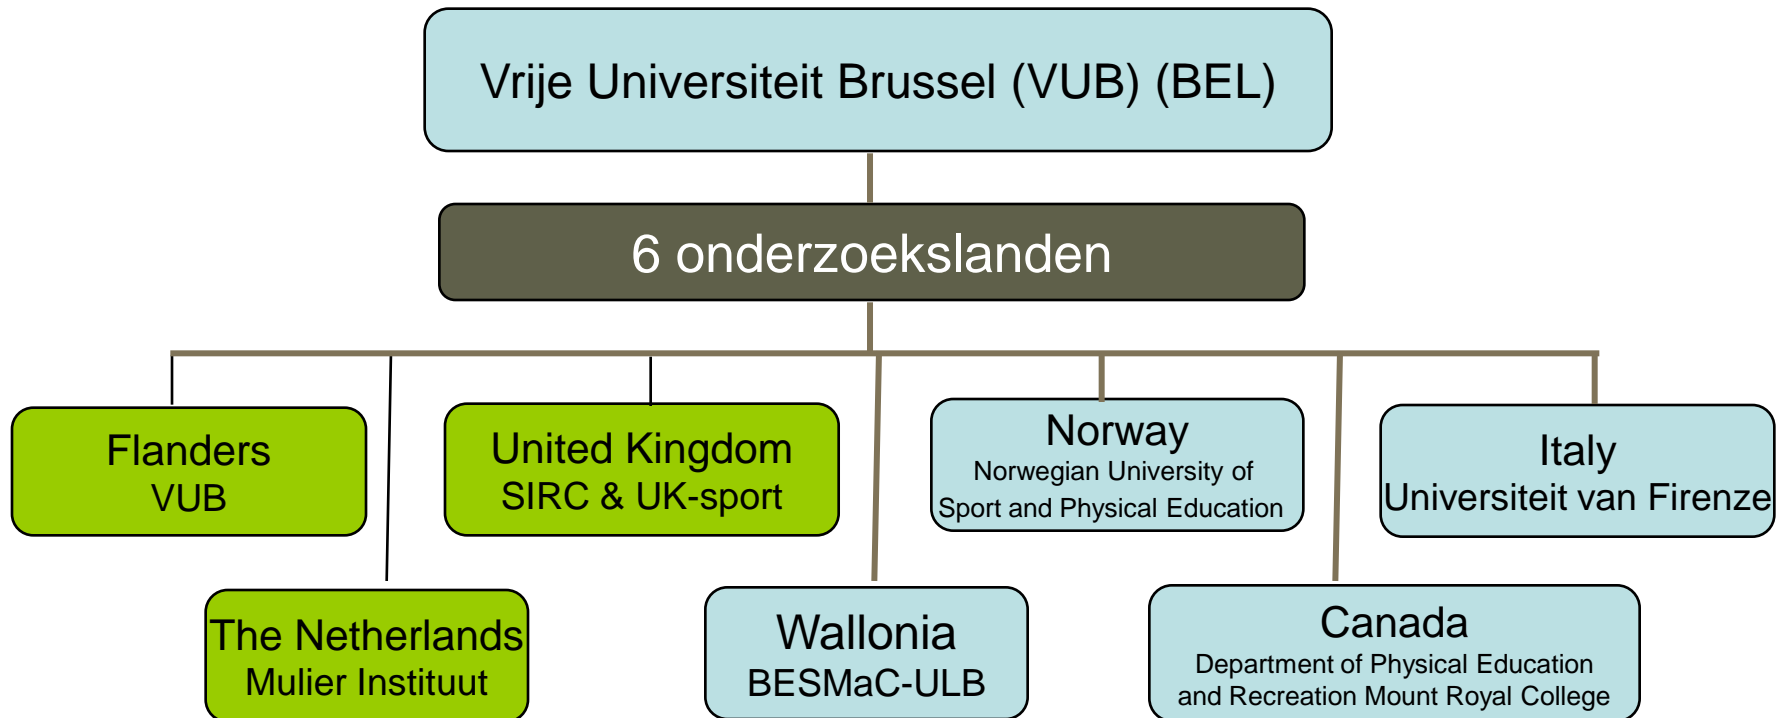 Vrije Universiteit Brussel (VUB) (BEL)
6 onderzoekslanden
Flanders
VUB
United Kingdom
SIRC & UK-sport
Norway
Norwegian University of
Sport and Physical Education
Italy
Universiteit van Firenze
The Netherlands
Mulier Instituut
Wallonia
BESMaC-ULB
Canada
Department of Physical Education
and Recreation Mount Royal College